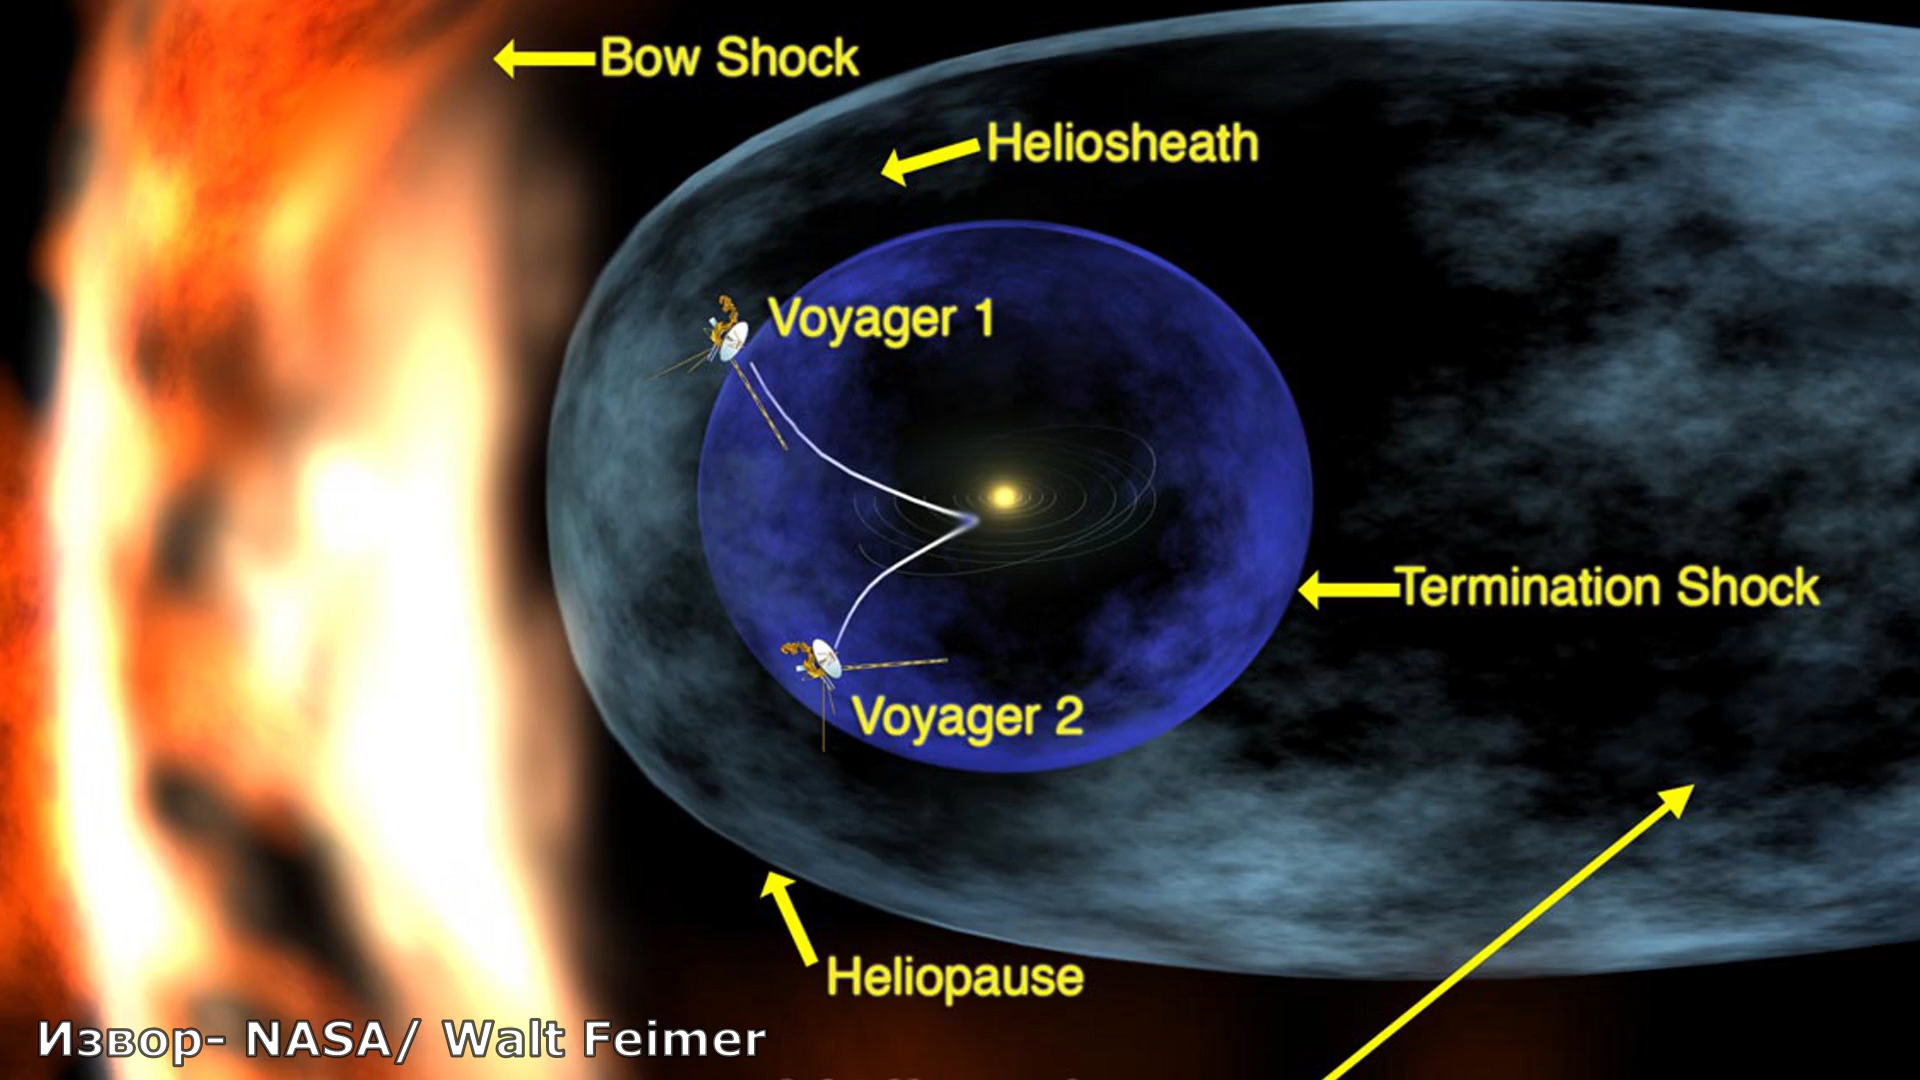 Bow Shock
Heliosheath
Voyager 1
Termination Shock
Voyager 2
Heliopause
Извор- NASA/ Walt Feimer